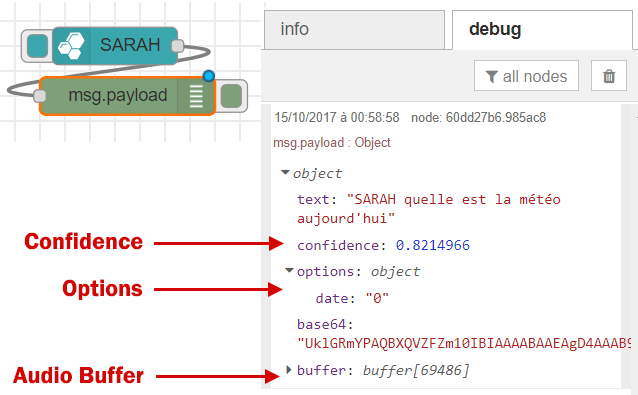 SARAH
msg.payload
info
debug
all nodes
15/10/2017 à 00:58:58 node: 60dd27b6.985ac8
msg.payload : Object
object
text: "SARAH quelle est la météo
aujourd'hui"
Confidence
confidence: 0.8214966
Options
options: object
date: "0"
base64:
"UklGRmYPAQBXQVZFZm10IBIAAAABAAEAgD4AAAB9
Audio Buffer
buffer: buffer[69486]